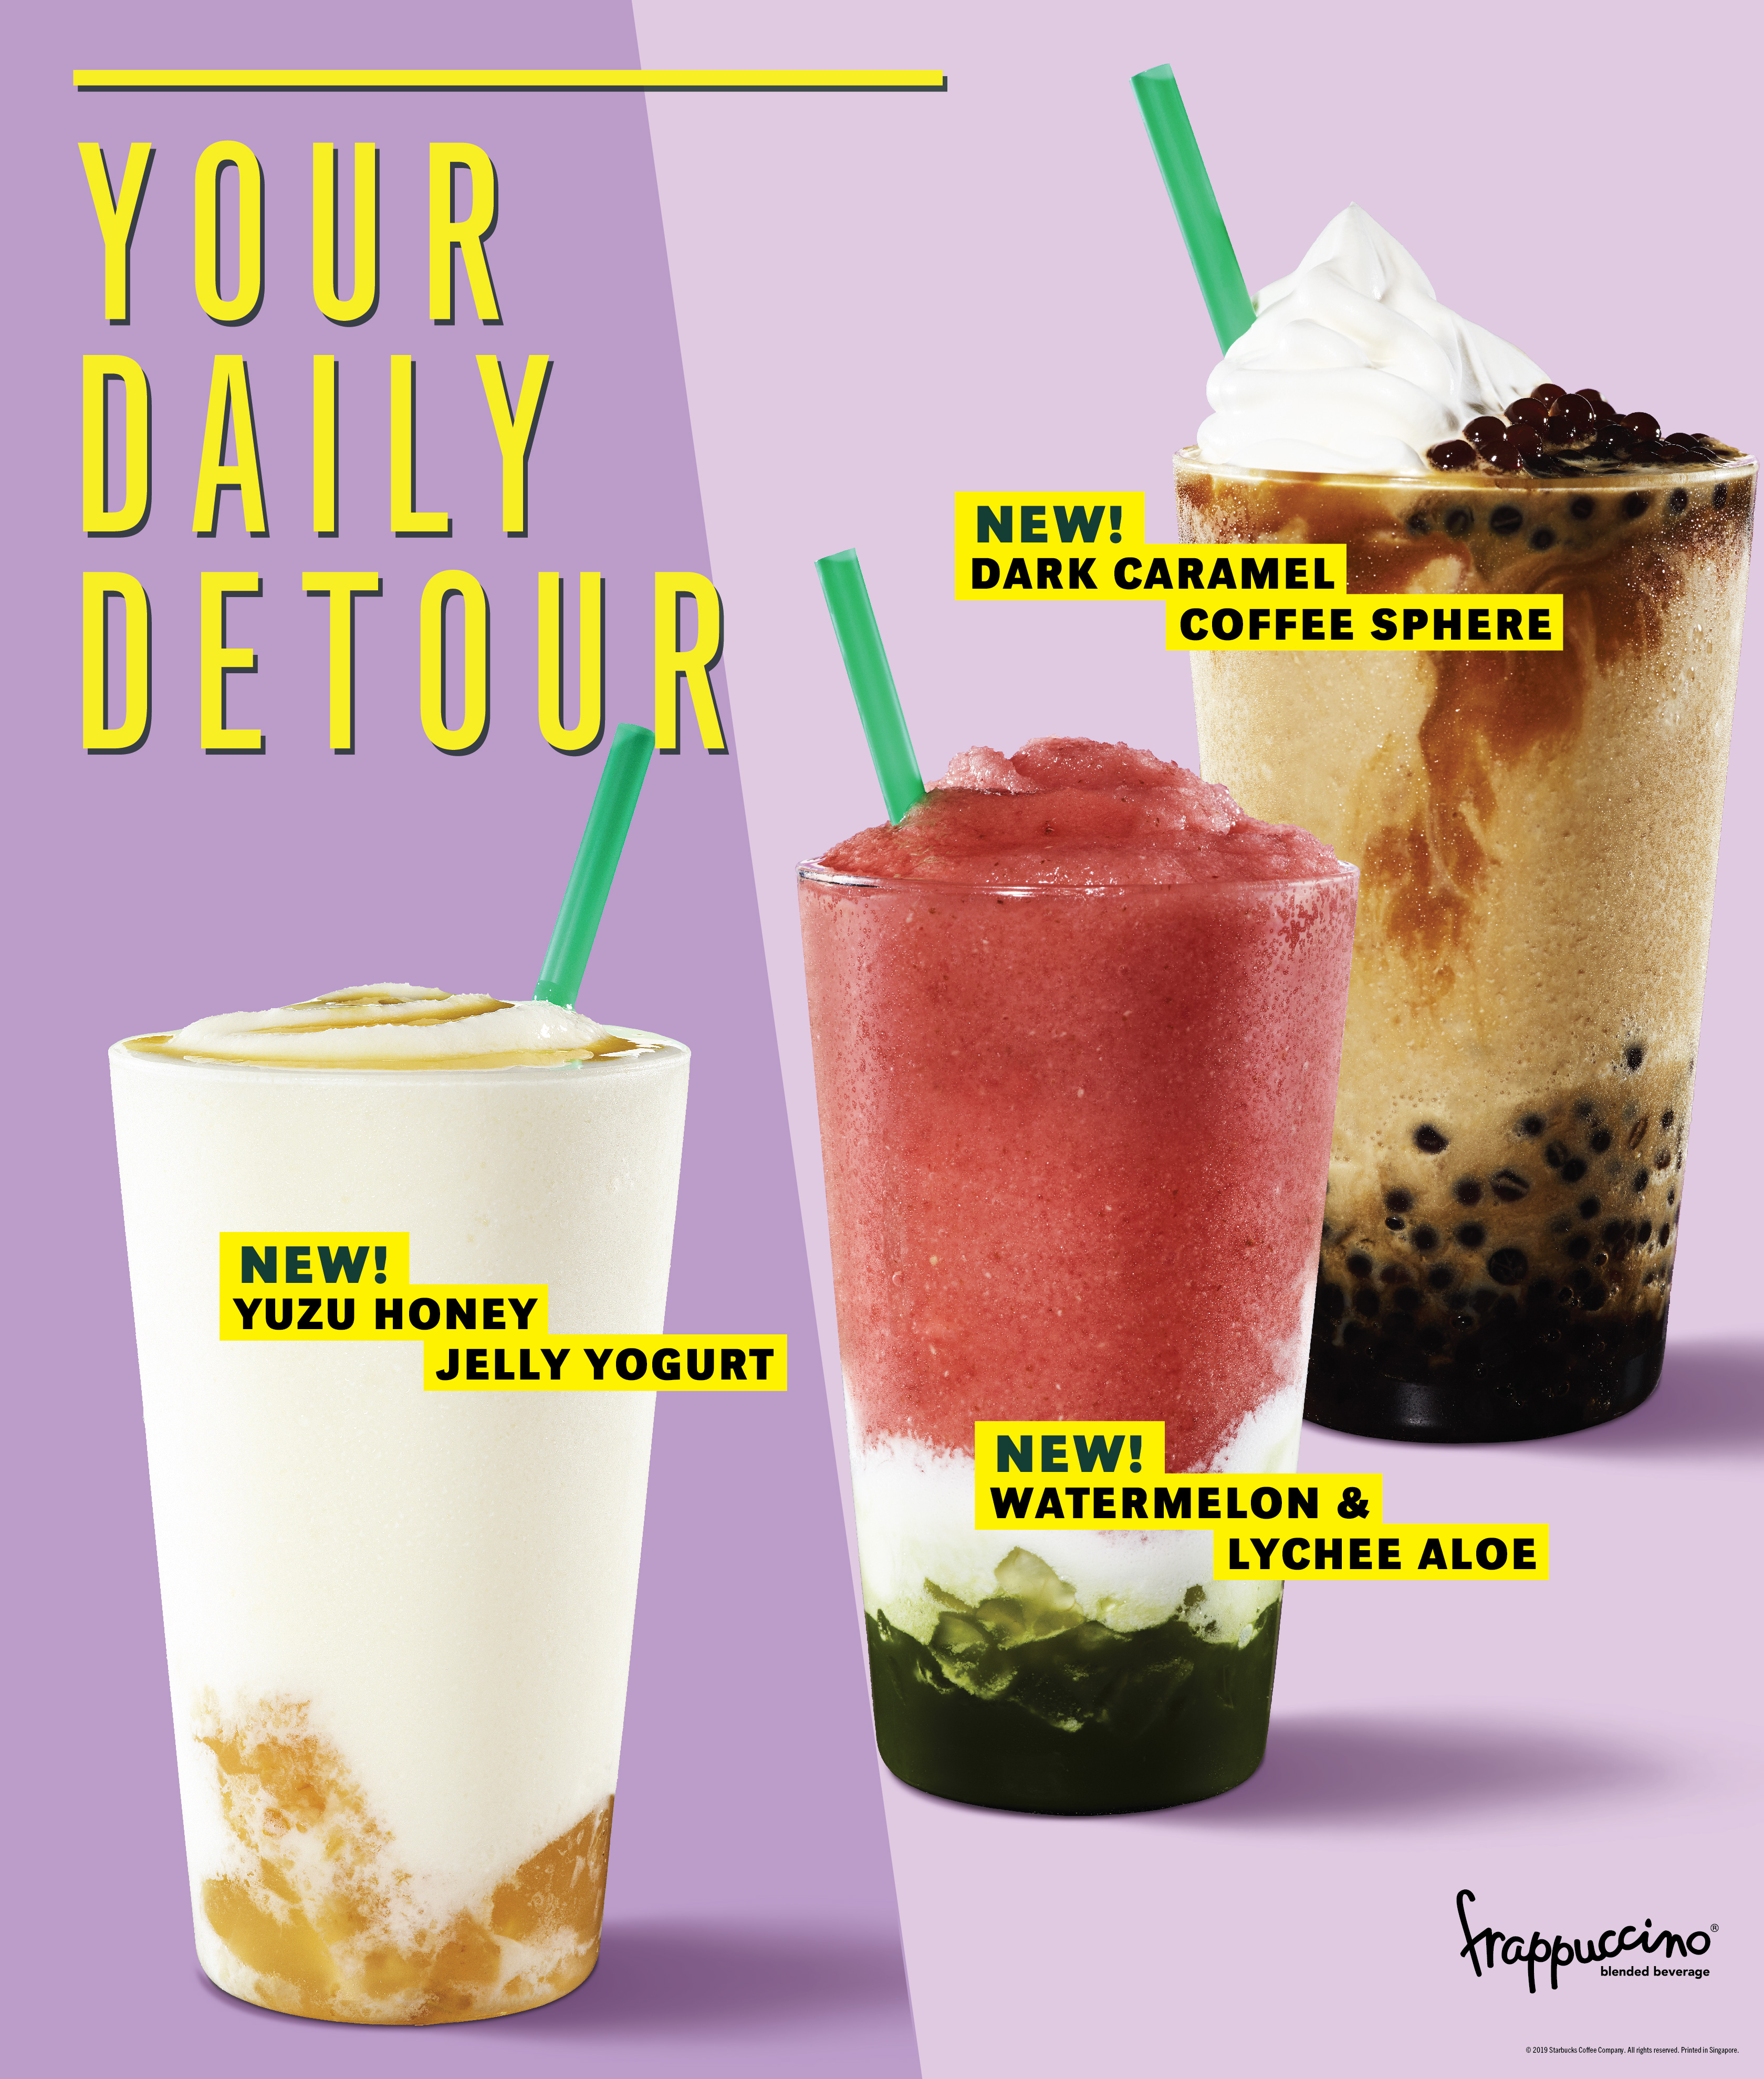 YOUR
DAILY
DETOUR
NEW!
DARK CARAMEL
COFFEE SPHERE
NEW!
YUZU HONEY
JELLY YOGURT
NEW!
WATERMELON &
LYCHEE ALOE
frappuccino®
blended beverage
© 2019 Starbucks Coffee Company. All rights reserved. Printed in Singapore.